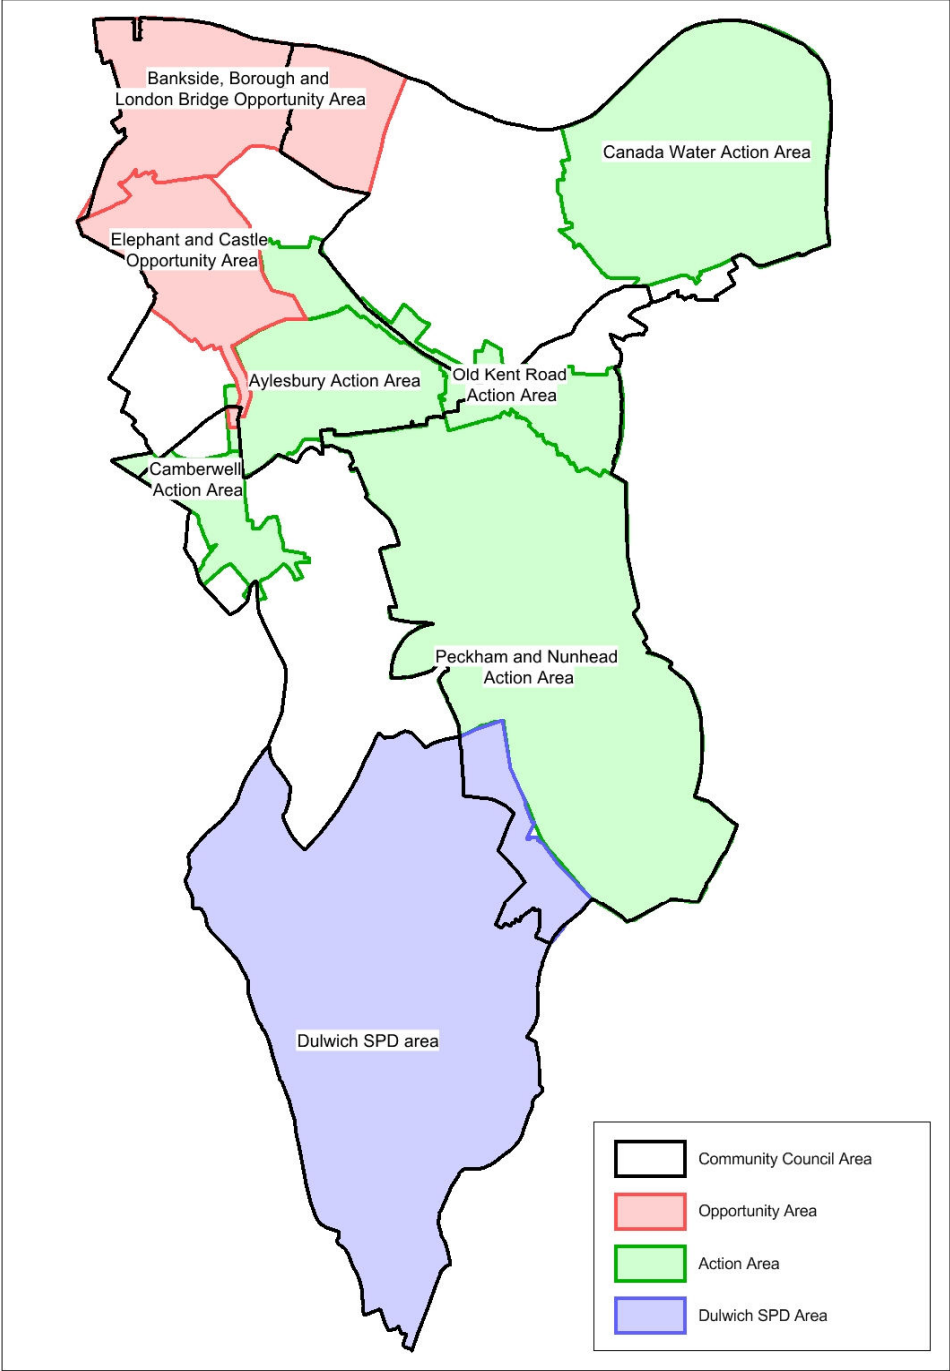 Bankside, Borough and
London Bridge Opportunity Area
Canada Water Action Area
Elephant and Castle
Opportunity Area
Aylesbury Action Area
Old Kent Road
Action Area
Camberwell
Action Area
Peckham and Nunhead
Action Area
Dulwich SPD area
Community Council Area
Opportunity Area
Action Area
Dulwich SPD Area